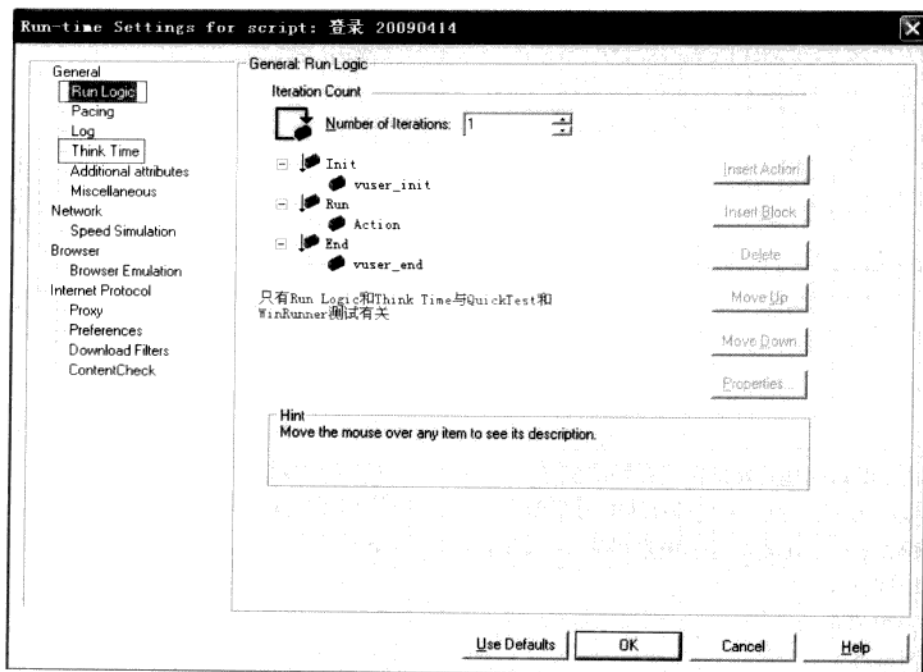 Run-time Settings for script: 登录 20090414
General
Run Logic
Pacing
Log
Think Time
Additional attributes
Miscellaneous
Network
Speed Simulation
Browser
Browser Emulation
Internet Protocol
Proxy
Preferences
Download Filters
ContentCheck
General: Run Logic
Iteration Count
Number of Iterations: 1
Init
vuser_init
Run
Action
End
vuser_end
只有Run Logic和Think Time与QuickTest和
WinRunner测试有关
Insert Action
Insert Block
Delete
Move Up
Move Down
Properties...
Hint
Move the mouse over any item to see its description.
Use Defaults
OK
Cancel
Help